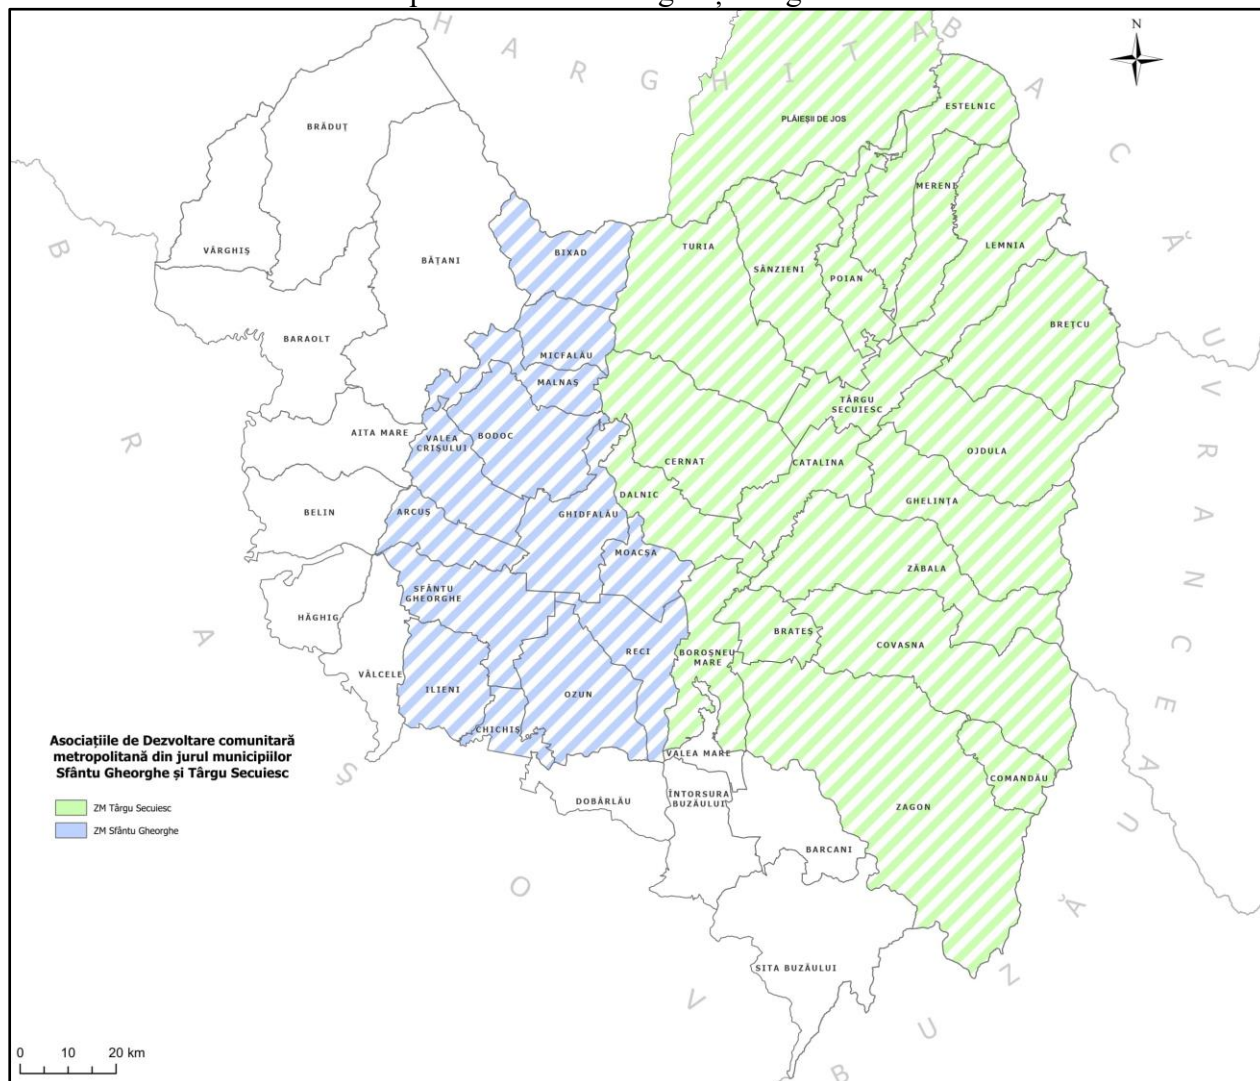 H A R G H I T A
B A C Ă U
V R A N C E A
B U Z Ă U
B R A Ș O V
N
PLĂIEȘII DE JOS
ESTELNIC
BRĂDUȚ
MERENI
VÂRGHIȘ
BĂȚANI
BIXAD
TURIA
SÂNZIENI
POIAN
LEMNIA
BREȚCU
BARAOLT
MICFALĂU
MALNAȘ
TÂRGU
SECUIESC
AITA MARE
VALEA
CRIȘULUI
BODOC
CERNAT
CATALINA
OJDULA
DALNIC
GHELINȚA
BELIN
ARCUȘ
GHIDFALĂU
MOACȘA
ZĂBALA
SFÂNTU
GHEORGHE
HĂGHIG
BRATEȘ
COVASNA
RECI
BOROȘNEU
MARE
VÂLCELE
ILIENI
OZUN
CHICHIȘ
VALEA MARE
COMANDĂU
DOBÂRLĂU
ÎNTORSURA
BUZĂULUI
ZAGON
BARCANI
SITA BUZĂULUI
Asociațiile de Dezvoltare comunitară
metropolitană din jurul municipiilor
Sfântu Gheorghe și Târgu Secuiesc
ZM Târgu Secuiesc
ZM Sfântu Gheorghe
0 10 20 km